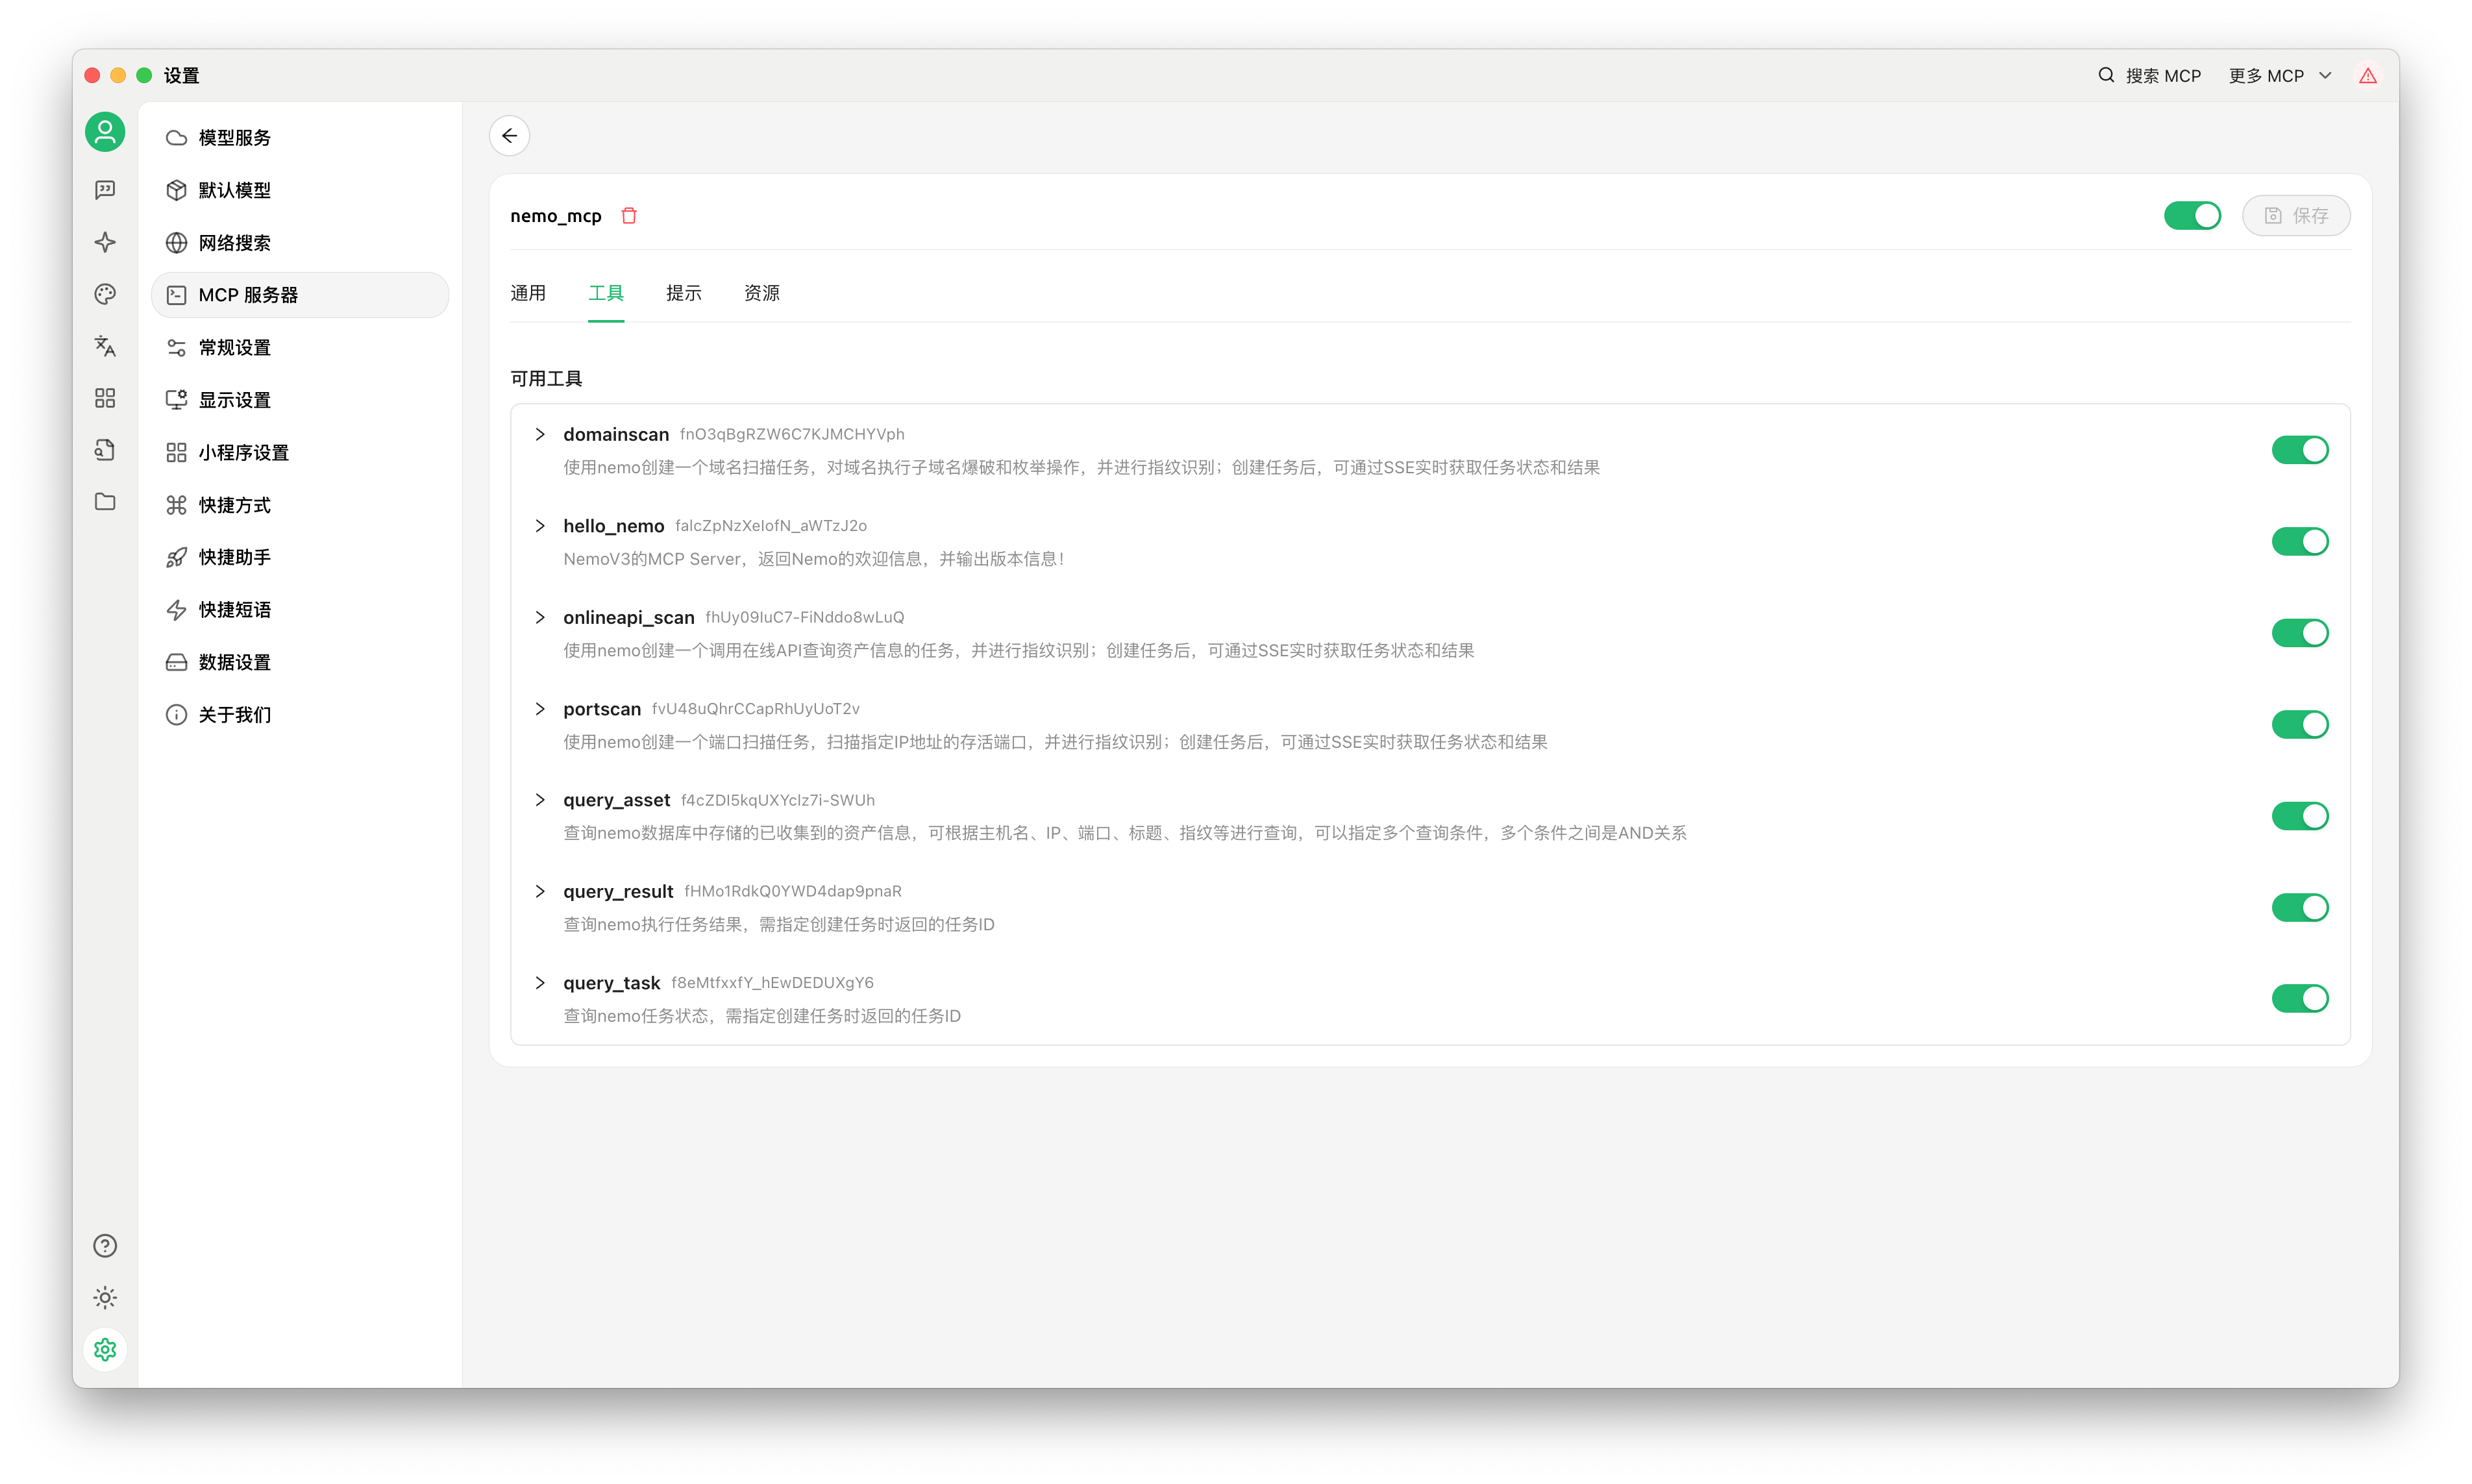 设置
搜索 MCP
更多 MCP
模型服务
默认模型
网络搜索
MCP 服务器
常规设置
显示设置
小程序设置
快捷方式
快捷助手
快捷短语
数据设置
关于我们
nemo_mcp
保存
通用 工具 提示 资源
可用工具
domainscan fnO3qBgRZW6C7KJMCHYVph
使用nemo创建一个域名扫描任务，对域名执行子域名爆破和枚举操作，并进行指纹识别；创建任务后，可通过SSE实时获取任务状态和结果
hello_nemo falcZpNzXelofN_aWTzJ2o
NemoV3的MCP Server，返回Nemo的欢迎信息，并输出版本信息！
onlineapi_scan fhUy09IuC7-FiNddo8wLuQ
使用nemo创建一个调用在线API查询资产信息的任务，并进行指纹识别；创建任务后，可通过SSE实时获取任务状态和结果
portscan fvU48uQhrCCapRhUyUoT2v
使用nemo创建一个端口扫描任务，扫描指定IP地址的存活端口，并进行指纹识别；创建任务后，可通过SSE实时获取任务状态和结果
query_asset f4cZDI5kqUXYclz7i-SWUh
查询nemo数据库中存储的已收集到的资产信息，可根据主机名、IP、端口、标题、指纹等进行查询，可以指定多个查询条件，多个条件之间是AND关系
query_result fHMo1RdkQ0YWD4dap9pnaR
查询nemo执行任务结果，需指定创建任务时返回的任务ID
query_task f8eMtfxxfY_hEwDEDUXgY6
查询nemo任务状态，需指定创建任务时返回的任务ID